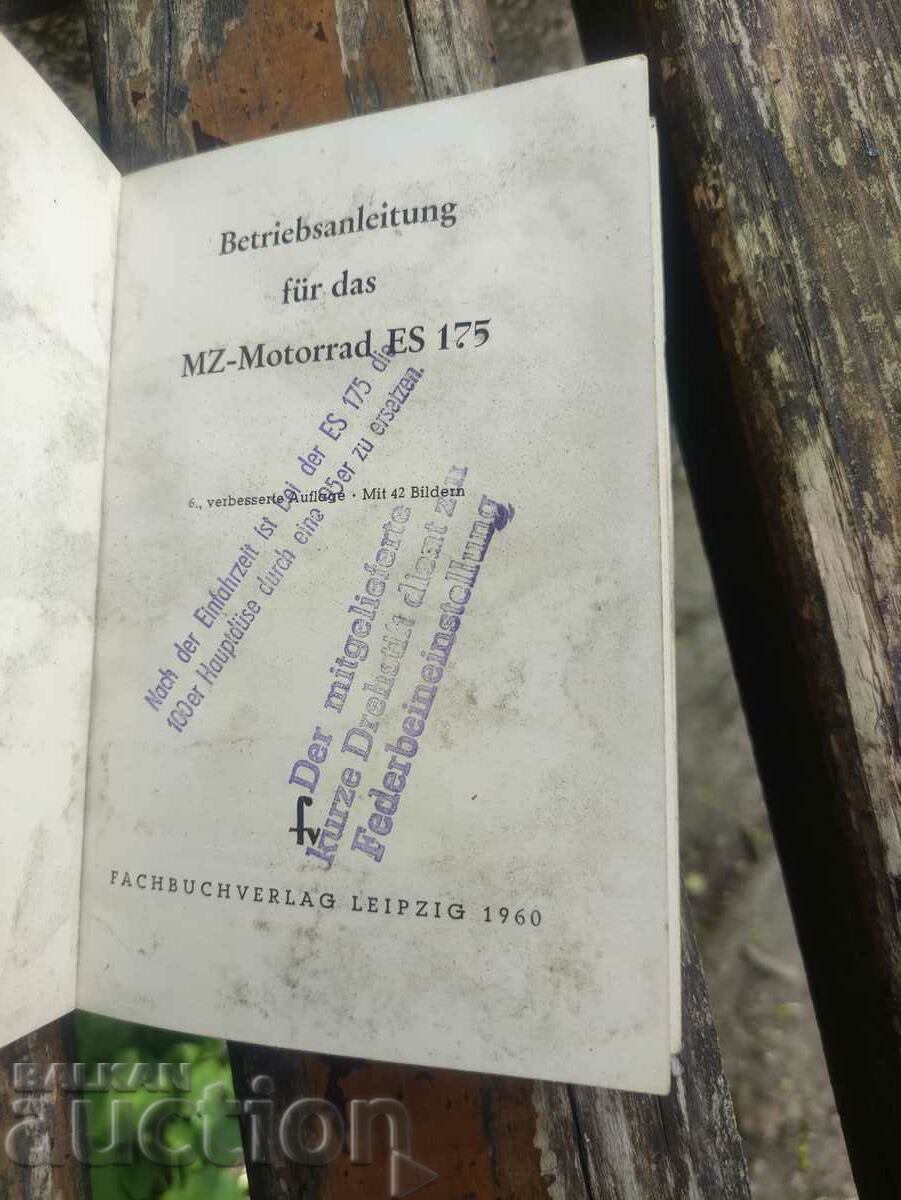 Betriebsanleitung
für das
MZ-Motorrad ES 175
Nach der Einfahrzeit ist bei der ES 175 die
100er Hauptdüse durch eine 95er zu ersetzen.
6., verbesserte Auflage · Mit 42 Bildern
Der mitgelieferte
kurze Drehstift dient zur
Federbeineinstellung
fv
FACHBUCHVERLAG LEIPZIG 1960
BALKAN
auction